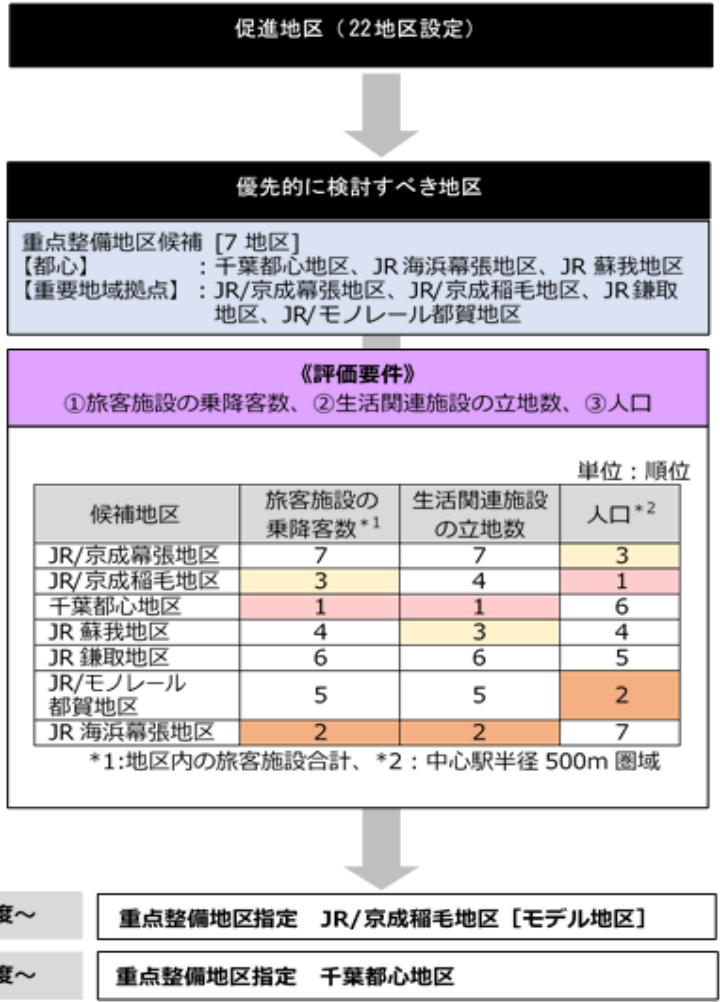 促進地区（22地区設定）
優先的に検討すべき地区
重点整備地区候補 [7 地区]
【都心】　　　　：千葉都心地区、JR 海浜幕張地区、JR 蘇我地区
【重要地域拠点】：JR/京成幕張地区、JR/京成稲毛地区、JR 鎌取
地区、JR/モノレール都賀地区
《評価要件》
①旅客施設の乗降客数、②生活関連施設の立地数、③人口
単位：順位
候補地区 旅客施設の乗降客数*1 生活関連施設の立地数 人口*2
JR/京成幕張地区 7 7 3
JR/京成稲毛地区 3 4 1
千葉都心地区 1 1 6
JR 蘇我地区 4 3 4
JR 鎌取地区 6 6 5
JR/モノレール都賀地区 5 5 2
JR 海浜幕張地区 2 2 7
*1:地区内の旅客施設合計、*2：中心駅半径 500m 圏域
度～ 重点整備地区指定　JR/京成稲毛地区［モデル地区］
度～ 重点整備地区指定　千葉都心地区